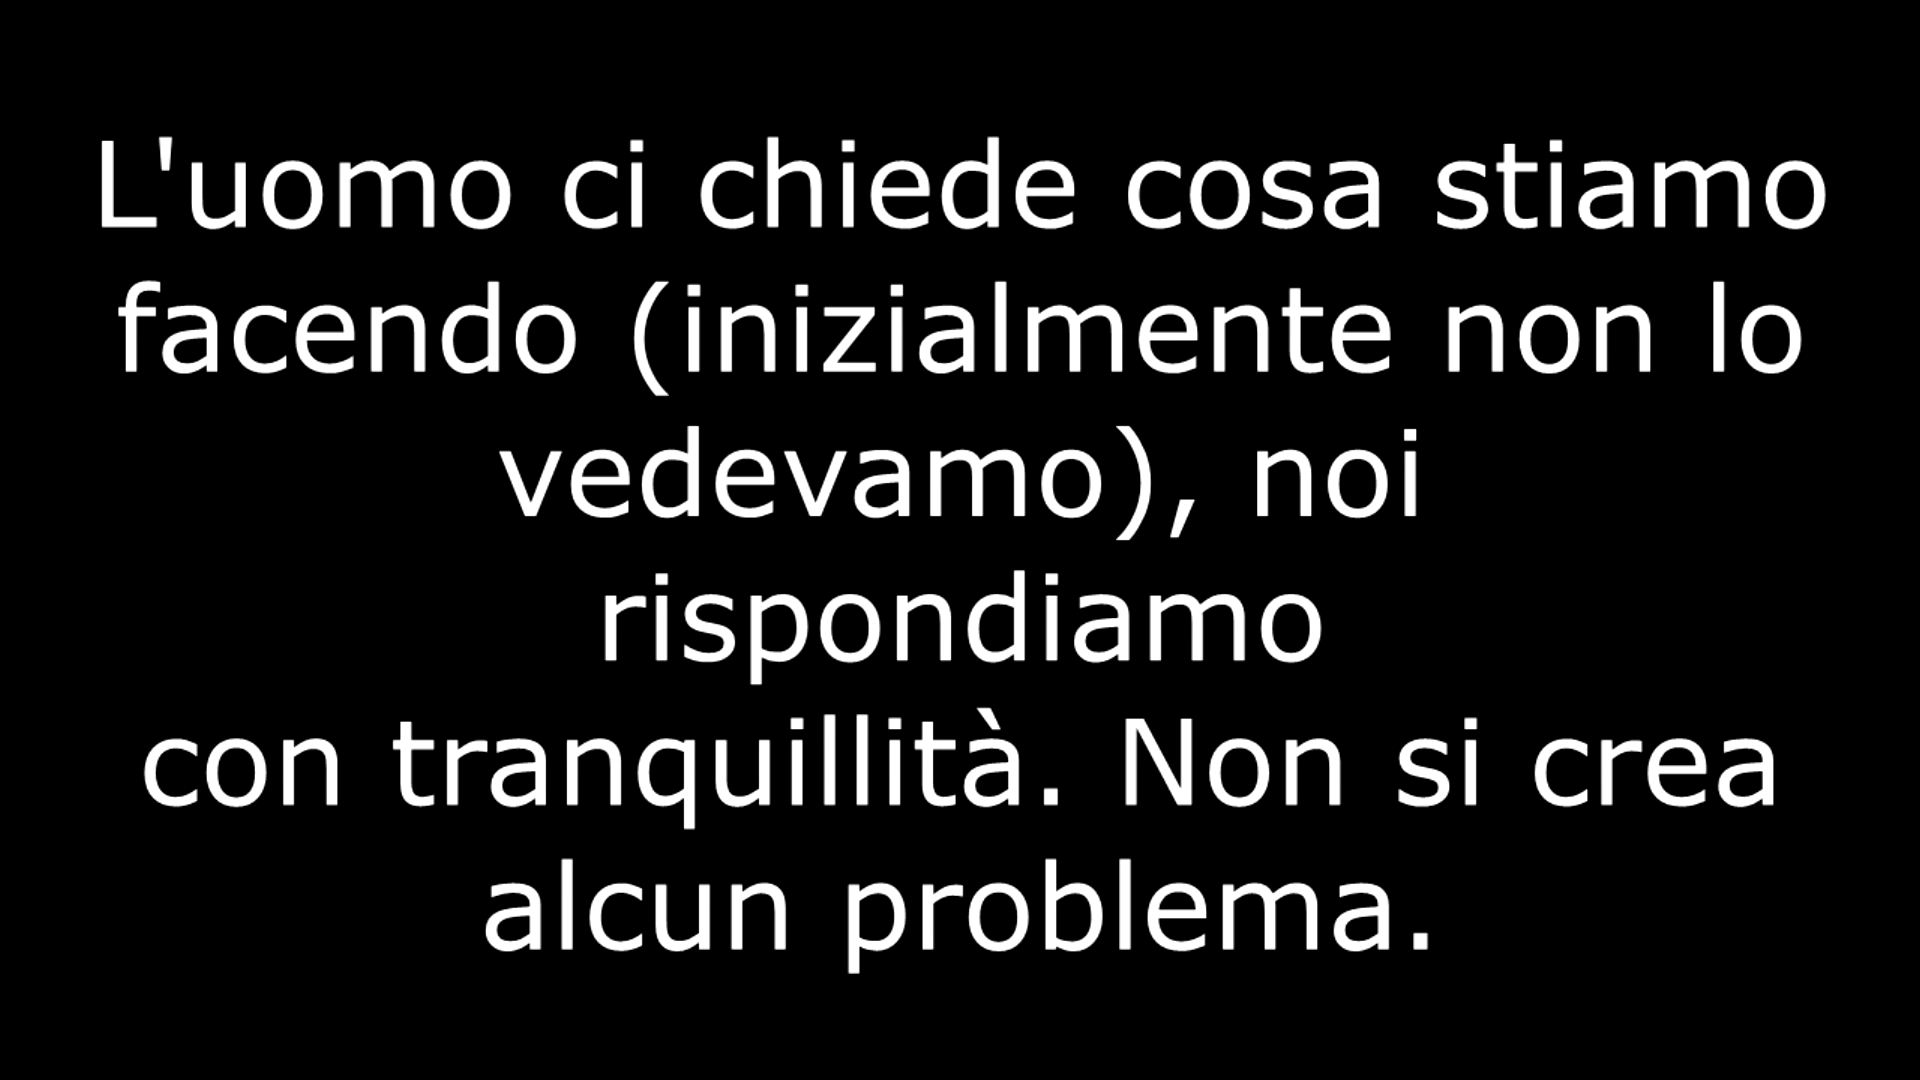 L'uomo ci chiede cosa stiamo
facendo (inizialmente non lo
vedevamo), noi
rispondiamo
con tranquillità. Non si crea
alcun problema.